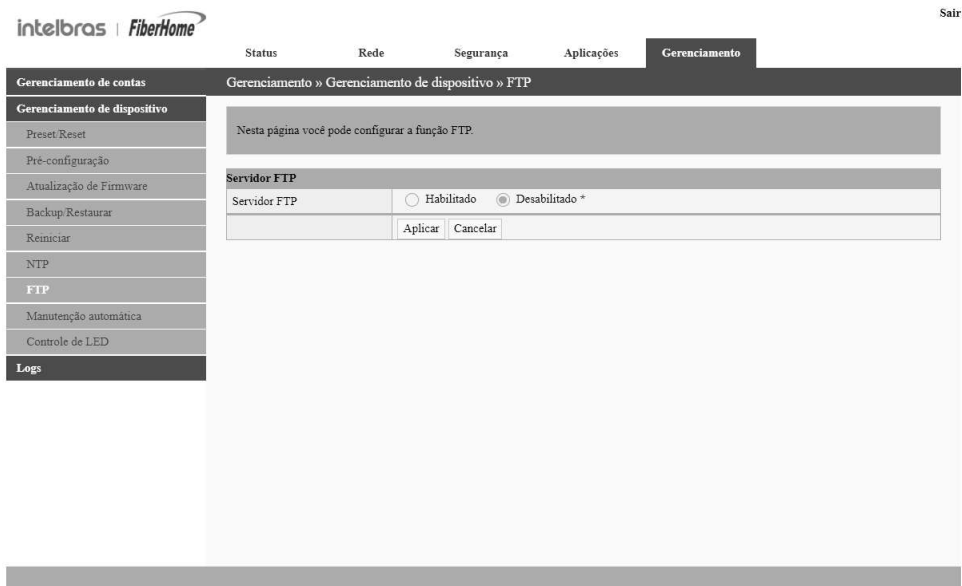 Sair
intelbras | FiberHome
Status Rede Segurança Aplicações Gerenciamento
Gerenciamento de contas
Gerenciamento » Gerenciamento de dispositivo » FTP
Gerenciamento de dispositivo
Preset/Reset
Pré-configuração
Atualização de Firmware
Backup/Restaurar
Reiniciar
NTP
FTP
Manutenção automática
Controle de LED
Logs
Nesta página você pode configurar a função FTP.
Servidor FTP
Servidor FTP Habilitado Desabilitado *
Aplicar Cancelar